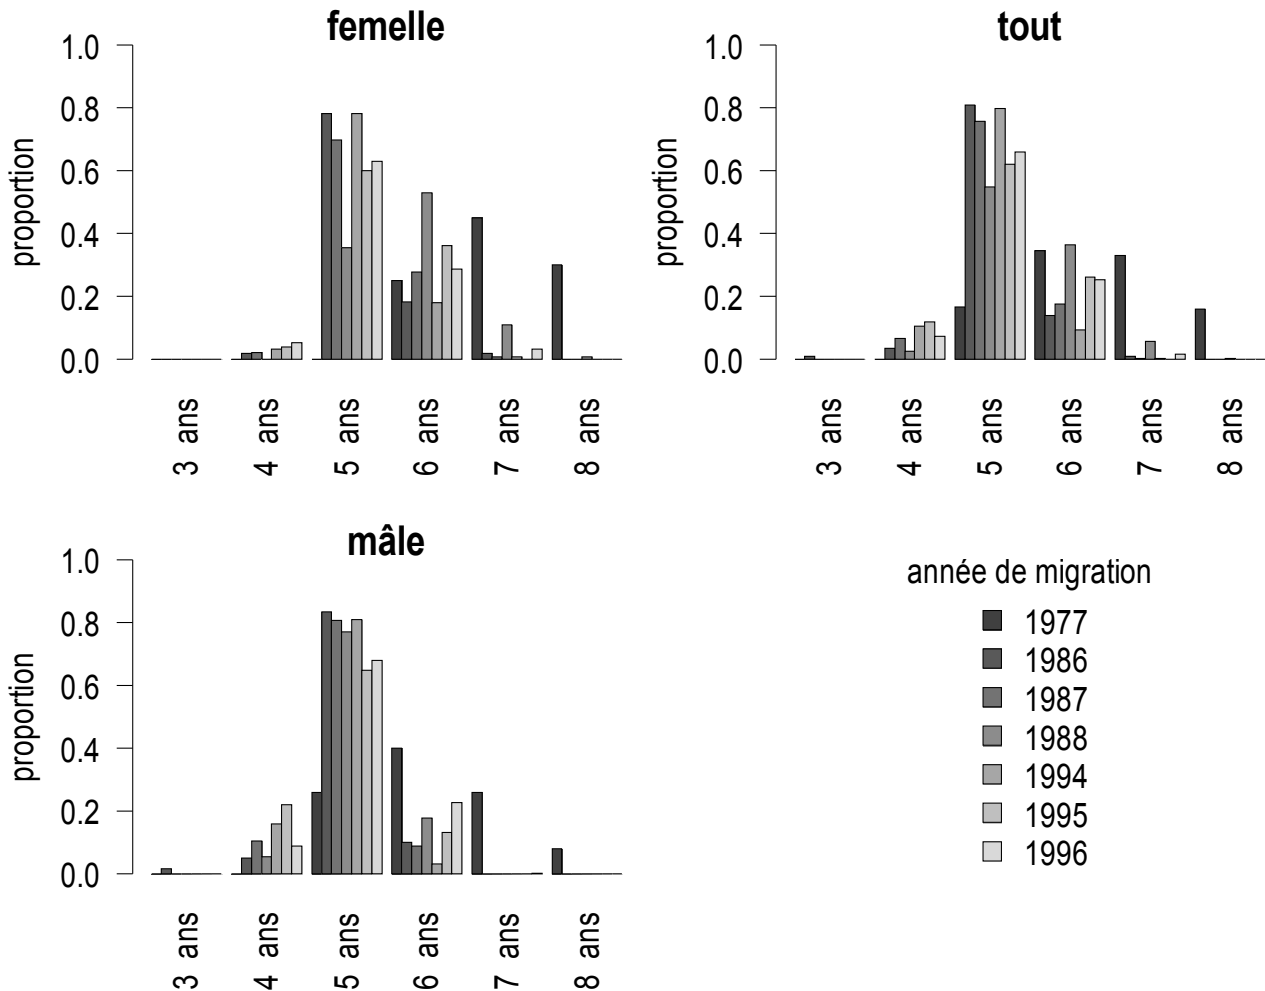 femelle
proportion
1.0
0.8
0.6
0.4
0.2
0.0
3 ans
4 ans
5 ans
6 ans
7 ans
8 ans
tout
proportion
1.0
0.8
0.6
0.4
0.2
0.0
3 ans
4 ans
5 ans
6 ans
7 ans
8 ans
mâle
proportion
1.0
0.8
0.6
0.4
0.2
0.0
3 ans
4 ans
5 ans
6 ans
7 ans
8 ans
année de migration
1977
1986
1987
1988
1994
1995
1996